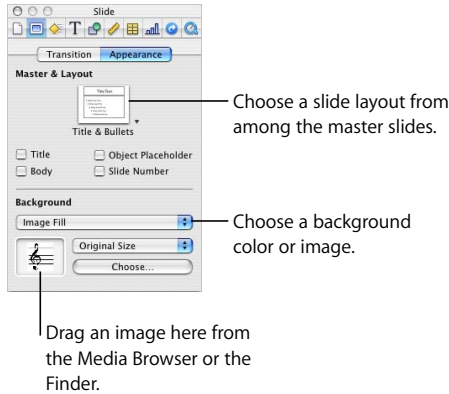 Slide
T
Transition Appearance
Master & Layout
Title & Bullets
Title Object Placeholder
Body Slide Number
Background
Image Fill
Original Size
Choose...
Choose a slide layout from
among the master slides.
Choose a background
color or image.
Drag an image here from
the Media Browser or the
Finder.